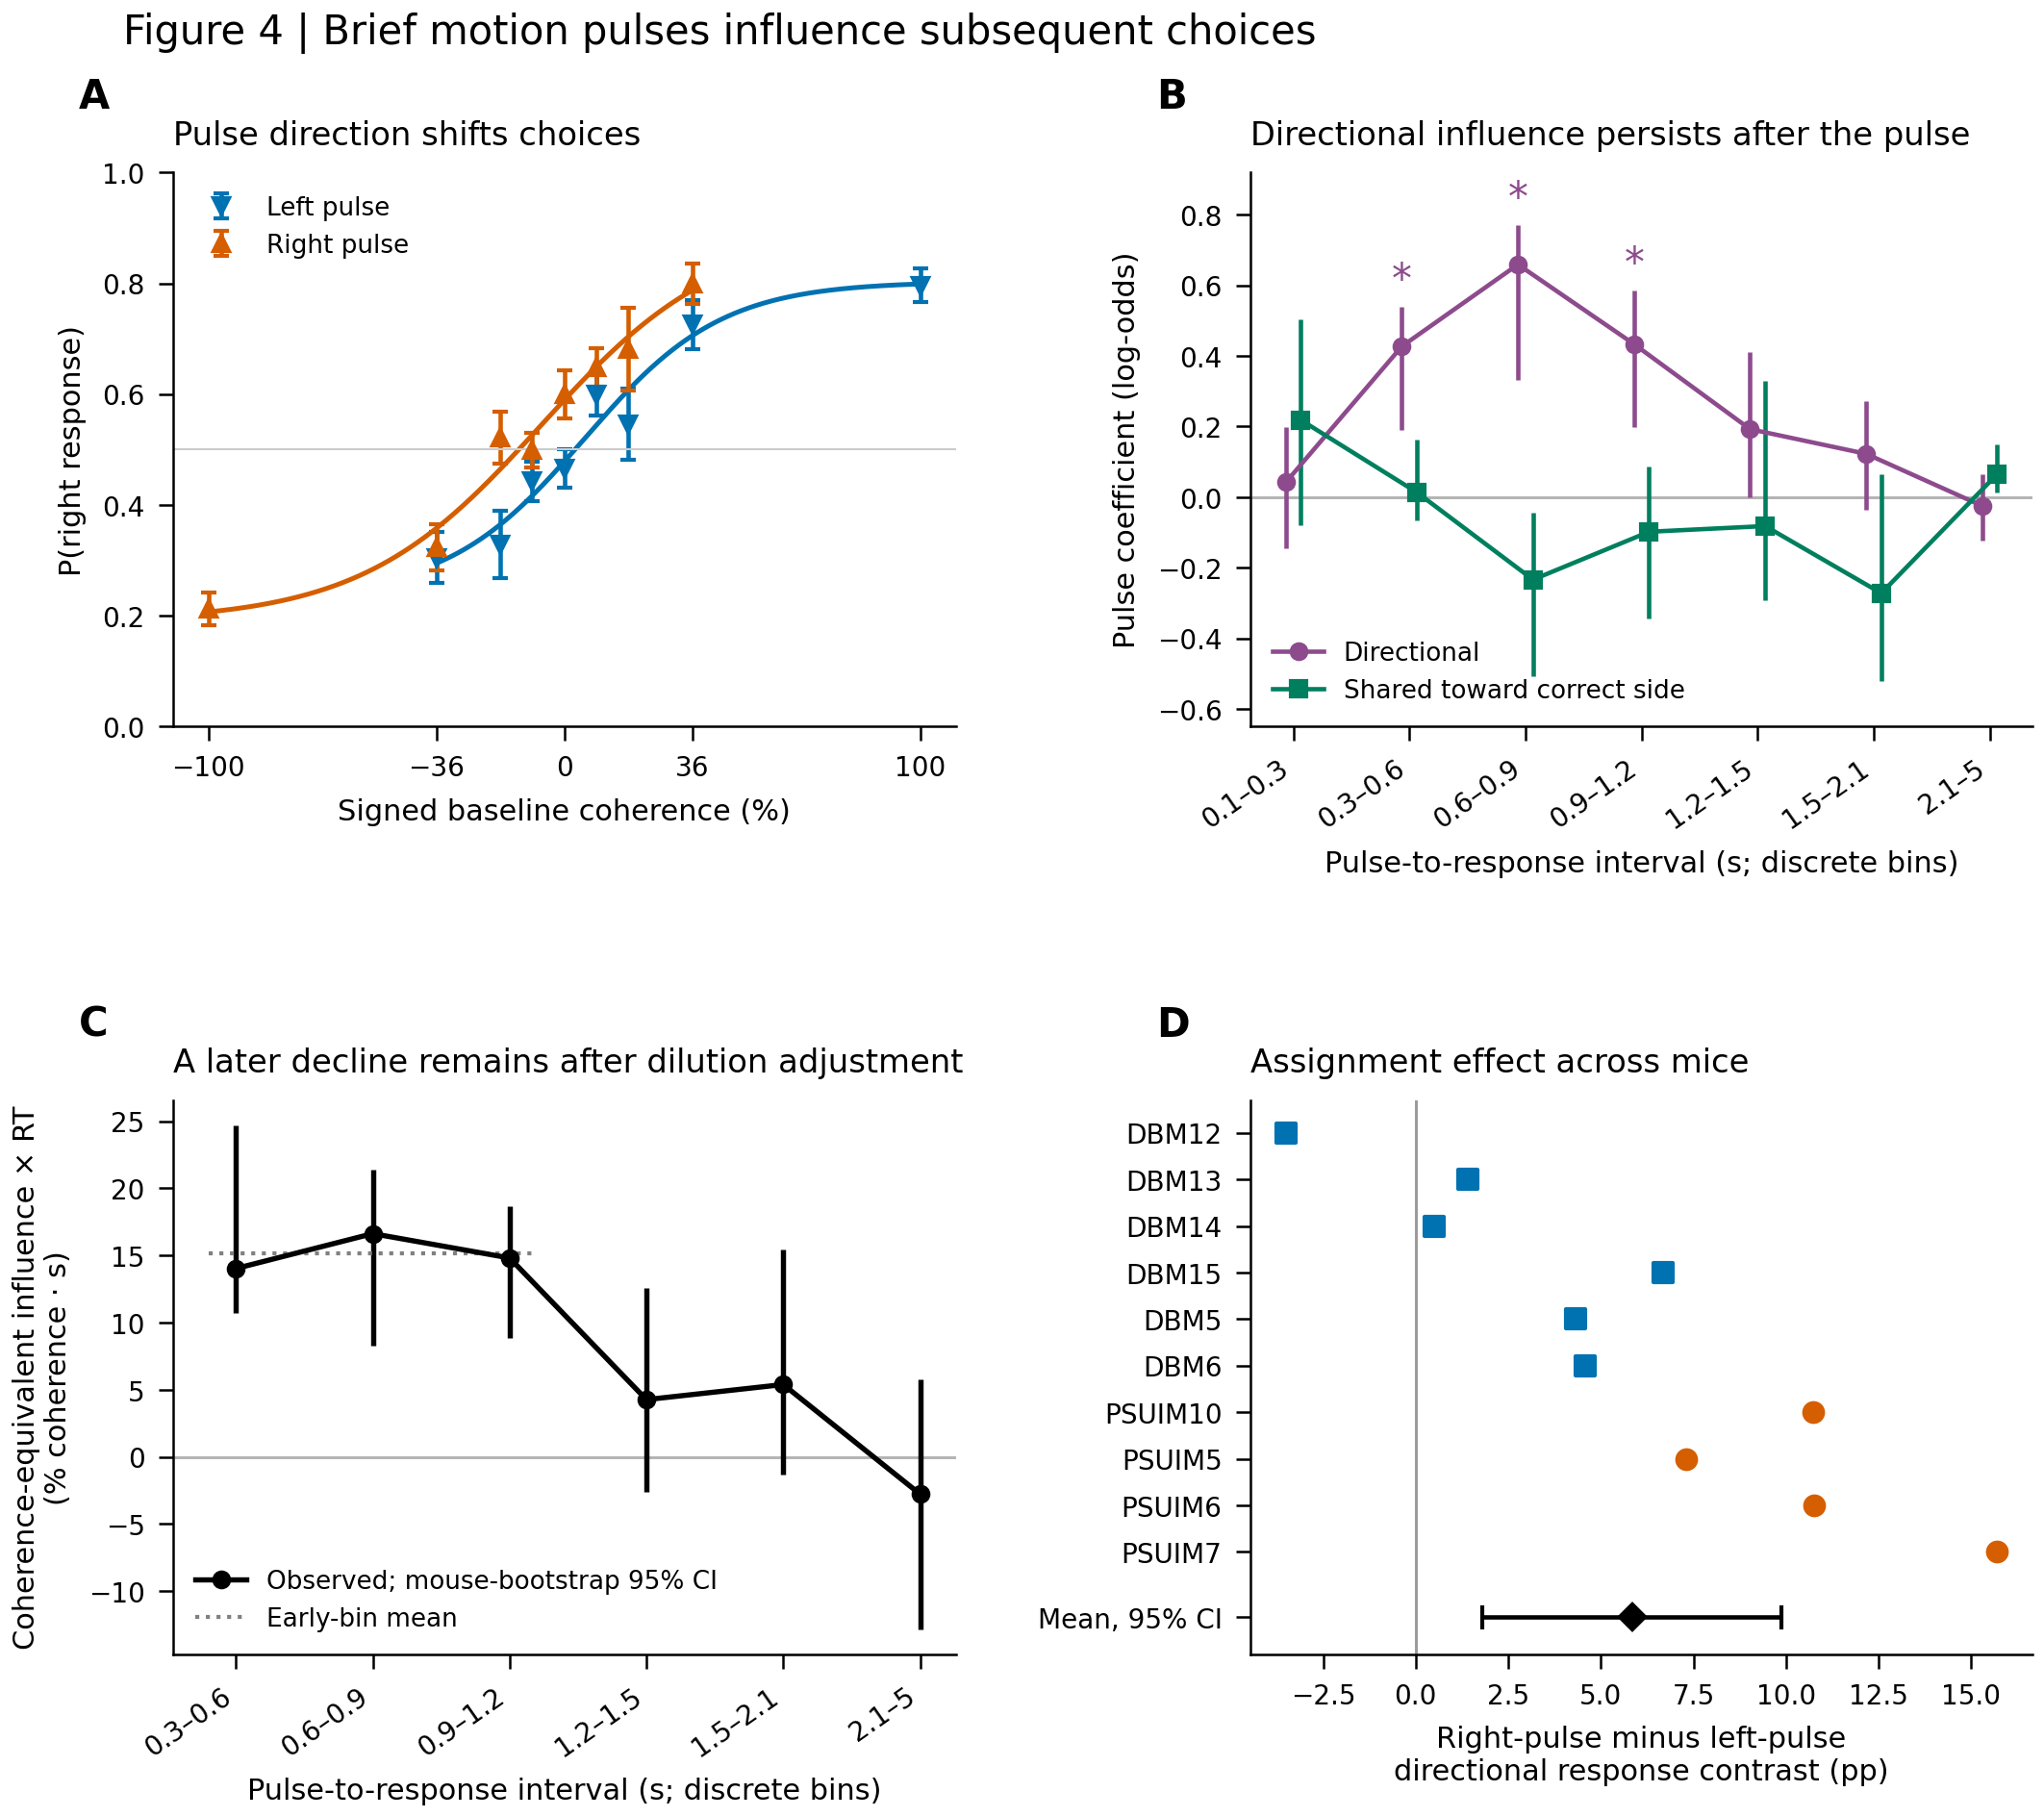 Figure 4 | Brief motion pulses influence subsequent choices
A
Pulse direction shifts choices
Left pulse
Right pulse
P(right response)
1.0
0.8
0.6
0.4
0.2
0.0
−100
−36
0
36
100
Signed baseline coherence (%)
B
Directional influence persists after the pulse
*
*
*
Pulse coefficient (log-odds)
0.8
0.6
0.4
0.2
0.0
−0.2
−0.4
−0.6
Directional
Shared toward correct side
0.1–0.3
0.3–0.6
0.6–0.9
0.9–1.2
1.2–1.5
1.5–2.1
2.1–5
Pulse-to-response interval (s; discrete bins)
C
A later decline remains after dilution adjustment
Coherence-equivalent influence × RT
(% coherence · s)
25
20
15
10
5
0
−5
−10
Observed; mouse-bootstrap 95% CI
Early-bin mean
0.3–0.6
0.6–0.9
0.9–1.2
1.2–1.5
1.5–2.1
2.1–5
Pulse-to-response interval (s; discrete bins)
D
Assignment effect across mice
DBM12
DBM13
DBM14
DBM15
DBM5
DBM6
PSUIM10
PSUIM5
PSUIM6
PSUIM7
Mean, 95% CI
−2.5
0.0
2.5
5.0
7.5
10.0
12.5
15.0
Right-pulse minus left-pulse
directional response contrast (pp)